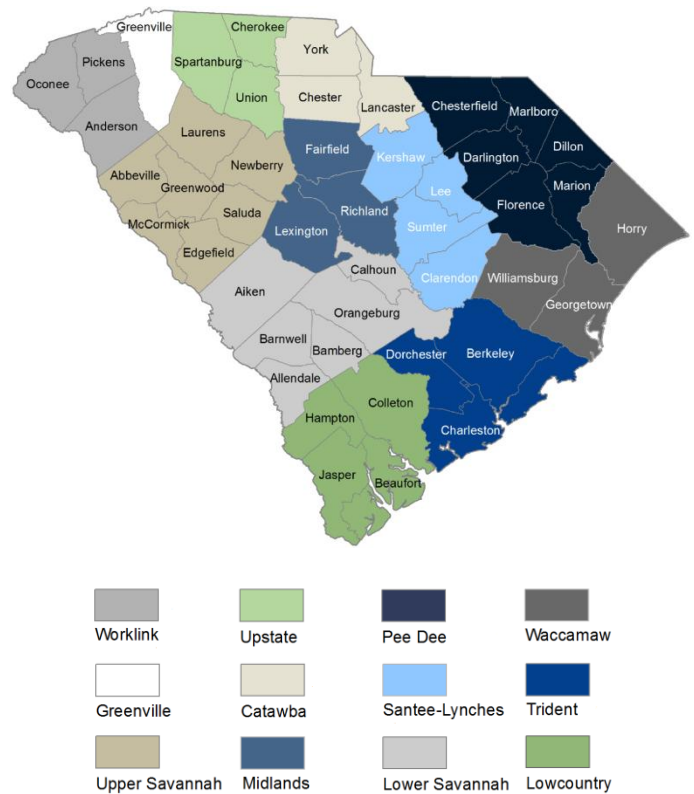 Greenville
Cherokee
York
Pickens
Oconee
Spartanburg
Union
Chester
Lancaster
Chesterfield
Marlboro
Anderson
Laurens
Dillon
Fairfield
Kershaw
Darlington
Newberry
Abbeville
Greenwood
Lee
Marion
Florence
Richland
Saluda
McCormick
Sumter
Lexington
Horry
Edgefield
Calhoun
Clarendon
Williamsburg
Aiken
Georgetown
Orangeburg
Barnwell
Bamberg
Dorchester
Berkeley
Allendale
Colleton
Hampton
Charleston
Jasper
Beaufort
Worklink
Upstate
Pee Dee
Waccamaw
Greenville
Catawba
Santee-Lynches
Trident
Upper Savannah
Midlands
Lower Savannah
Lowcountry